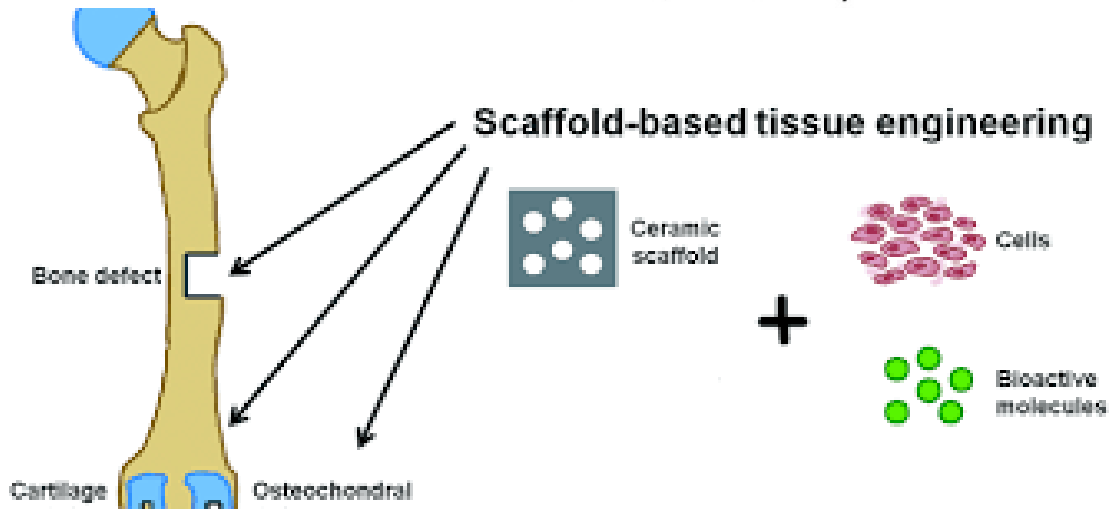 Scaffold-based tissue engineering
Ceramic
scaffold
Cells
Bone defect
Bioactive
molecules
Cartilage
Osteochondral